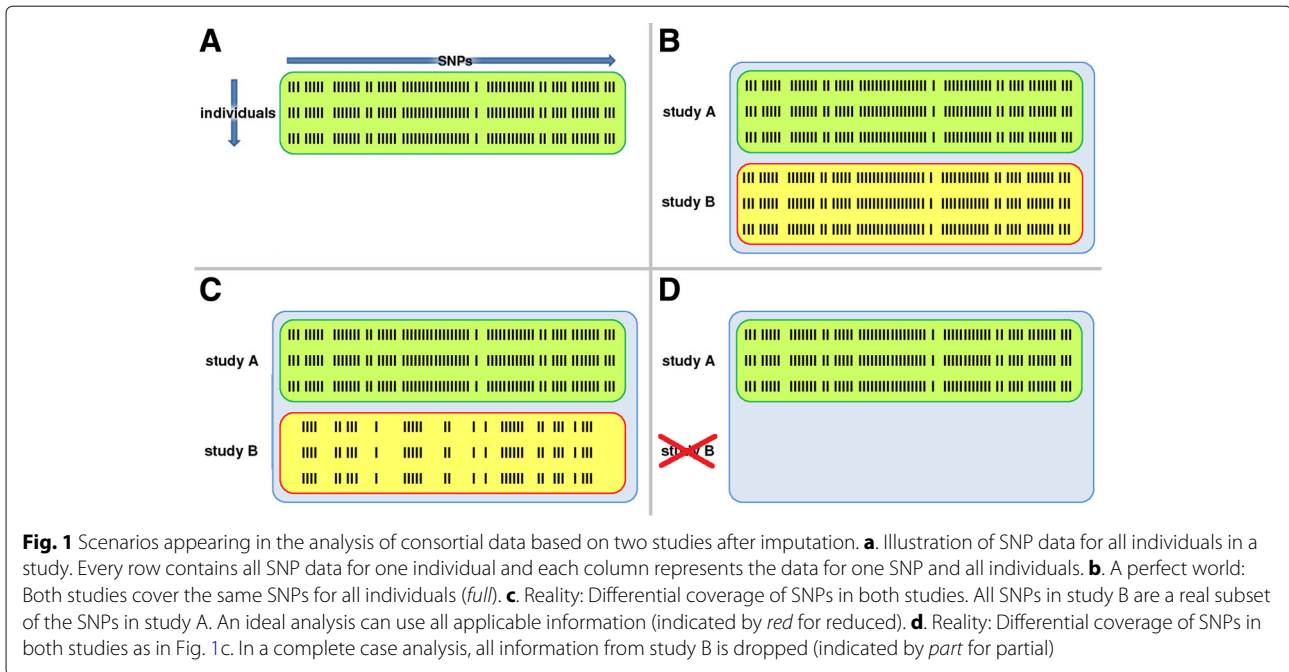 A
SNPs
individuals
B
study A
study B
C
study A
study B
D
study A
study B
Fig. 1 Scenarios appearing in the analysis of consortial data based on two studies after imputation. a. Illustration of SNP data for all individuals in a
study. Every row contains all SNP data for one individual and each column represents the data for one SNP and all individuals. b. A perfect world:
Both studies cover the same SNPs for all individuals (full). c. Reality: Differential coverage of SNPs in both studies. All SNPs in study B are a real subset
of the SNPs in study A. An ideal analysis can use all applicable information (indicated by red for reduced). d. Reality: Differential coverage of SNPs in
both studies as in Fig. 1c. In a complete case analysis, all information from study B is dropped (indicated by part for partial)